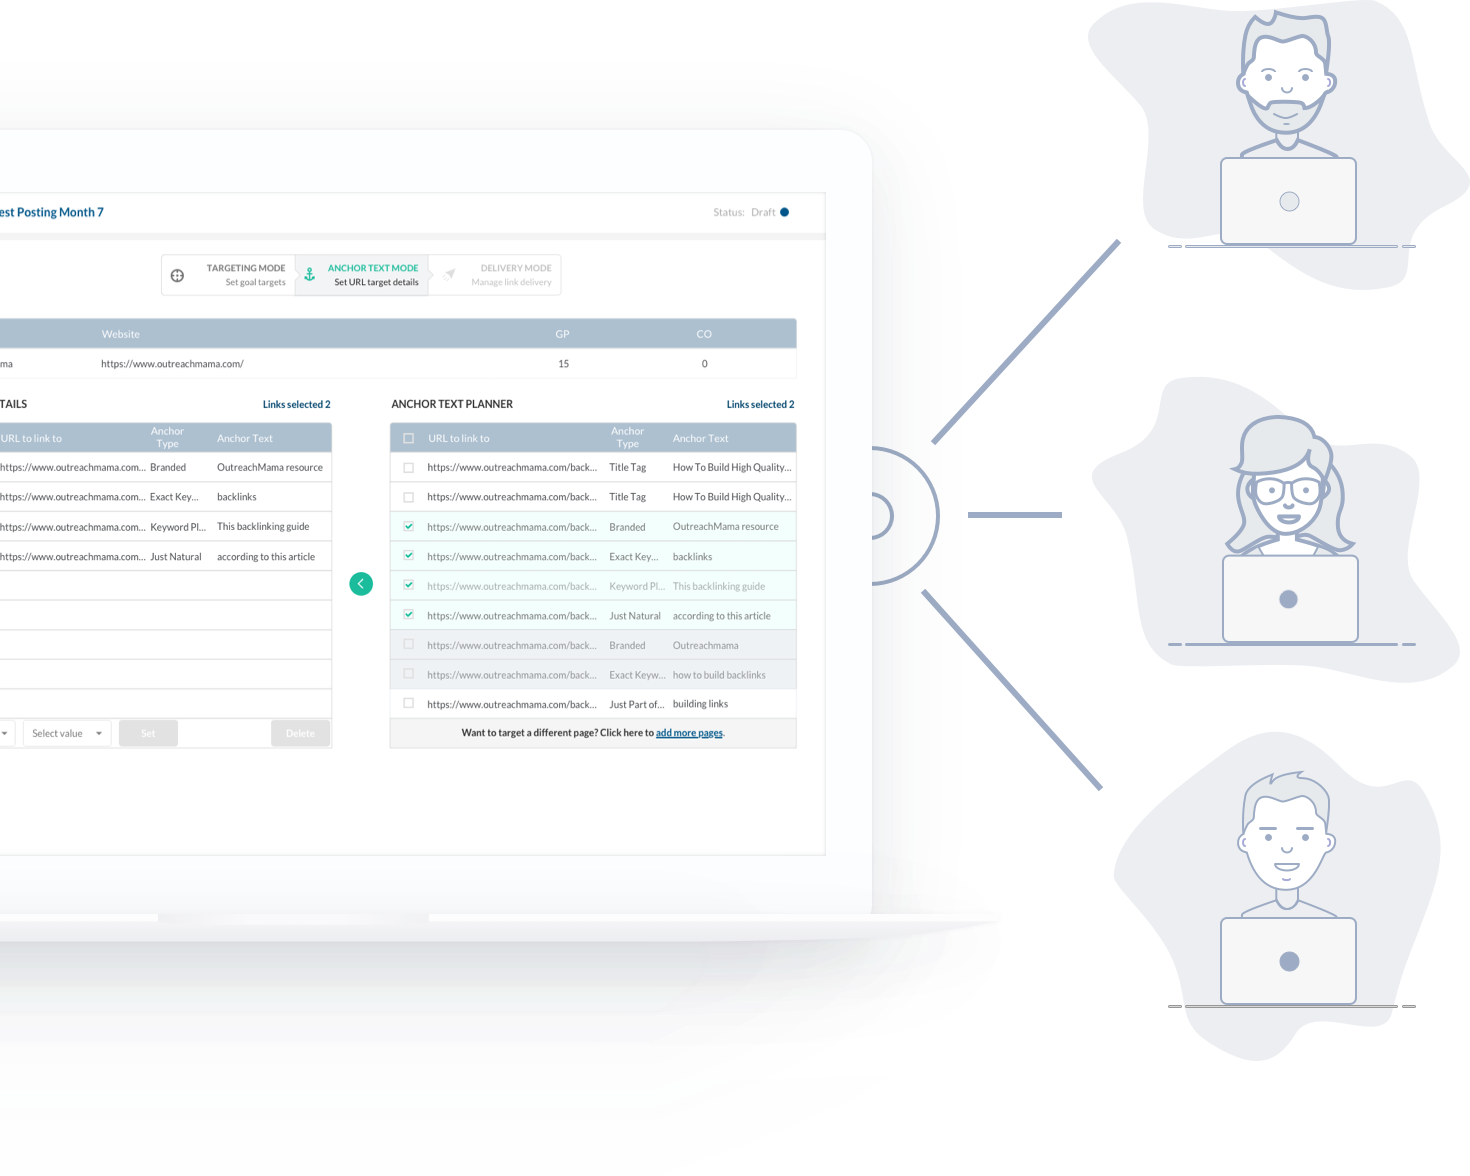 est Posting Month 7
Status: Draft
TARGETING MODE
Set goal targets
ANCHOR TEXT MODE
Set URL target details
DELIVERY MODE
Manage link delivery
Website GP CO
ma https://www.outreachmama.com/ 15 0
TAILS Links selected 2
URL to link to Anchor Type Anchor Text
https://www.outreachmama.com... Branded OutreachMama resource
https://www.outreachmama.com... Exact Key... backlinks
https://www.outreachmama.com... Keyword Pl... This backlinking guide
https://www.outreachmama.com... Just Natural according to this article
Select value Set Delete
ANCHOR TEXT PLANNER Links selected 2
URL to link to Anchor Type Anchor Text
https://www.outreachmama.com/back... Title Tag How To Build High Quality...
https://www.outreachmama.com/back... Title Tag How To Build High Quality...
https://www.outreachmama.com/back... Branded OutreachMama resource
https://www.outreachmama.com/back... Exact Key... backlinks
https://www.outreachmama.com/back... Keyword Pl... This backlinking guide
https://www.outreachmama.com/back... Just Natural according to this article
https://www.outreachmama.com/back... Branded Outreachmama
https://www.outreachmama.com/back... Exact Keyw... how to build backlinks
https://www.outreachmama.com/back... Just Part of... building links
Want to target a different page? Click here to add more pages.